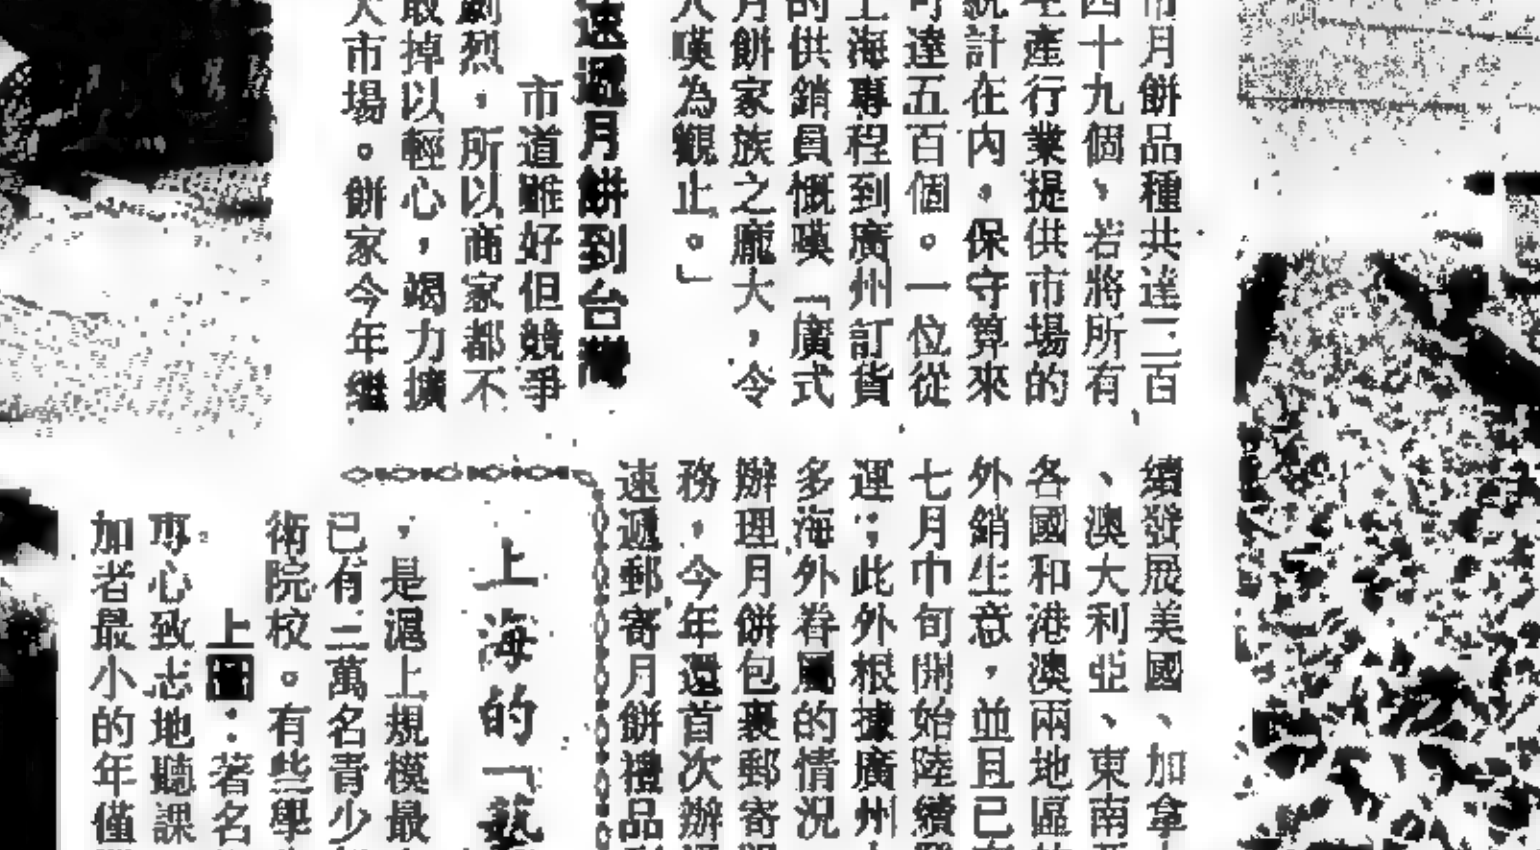 市月餅品種共達三百
四十九個、若將所有
生產行業提供市場的
統計在內。保守算來
可達五百個。一位從
上海專程到廣州訂貨
的供銷員慨嘆「廣式
月餅家族之龐大，令
人嘆為觀止。」
速遞月餅到台灣
市道雖好但競爭
劇烈，所以商家都不
敢掉以輕心，竭力擴
大市場。餅家今年繼
續發展美國、加拿
、澳大利亞、東南
各國和港澳兩地區
外銷生意，並且已
七月中旬開始陸續
運；此外根據廣州
多海外眷屬的情況
辦理月餅包裹郵寄
務，今年還首次辦
速遞郵寄月餅禮品
上海的「藝
，是滬上規模最
已有三萬名青少
術院校。有些學
上圖：著名
專心致志地聽課
加者最小的年僅